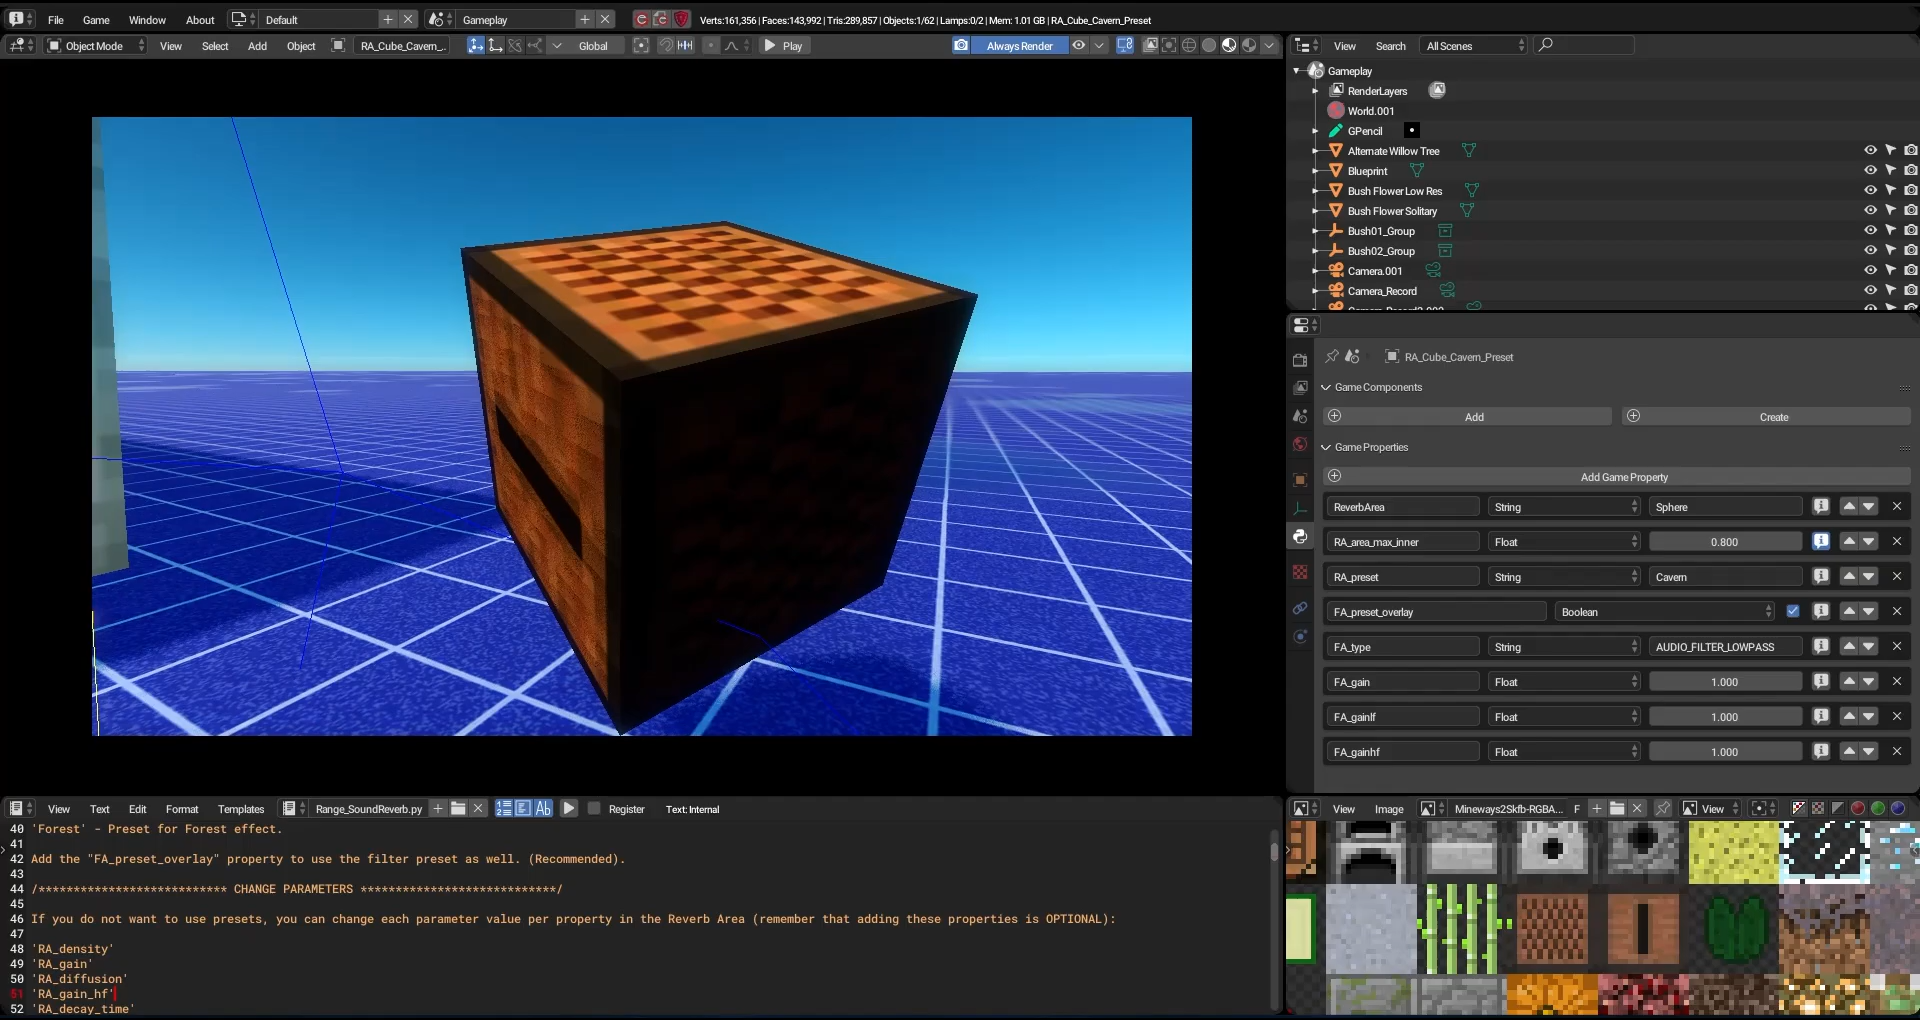 File Game Window About Default Gameplay Verts:161,356 | Faces:143,992 | Tris:289,857 | Objects:1/62 | Lamps:0/2 | Mem: 1.01 GB | RA_Cube_Cavern_Preset
Object Mode View Select Add Object RA_Cube_Cavern_.. Global Play Always Render
View Search All Scenes
Gameplay
RenderLayers
World.001
GPencil
Alternate Willow Tree
Blueprint
Bush Flower Low Res
Bush Flower Solitary
Bush01_Group
Bush02_Group
Camera.001
Camera_Record
RA_Cube_Cavern_Preset
Game Components
Add Create
Game Properties
Add Game Property
ReverbArea String Sphere
RA_area_max_inner Float 0.800
RA_preset String Cavern
FA_preset_overlay Boolean
FA_type String AUDIO_FILTER_LOWPASS
FA_gain Float 1.000
FA_gainlf Float 1.000
FA_gainhf Float 1.000
View Text Edit Format Templates Range_SoundReverb.py Ab Register Text: Internal
40 'Forest' - Preset for Forest effect.
41
42 Add the "FA_preset_overlay" property to use the filter preset as well. (Recommended).
43
44 /*************************** CHANGE PARAMETERS ****************************/
45
46 If you do not want to use presets, you can change each parameter value per property in the Reverb Area (remember that adding these properties is OPTIONAL):
47
48 'RA_density'
49 'RA_gain'
50 'RA_diffusion'
51 'RA_gain_hf'
52 'RA_decay_time'
View Image Mineways2Skfb-RGBA... F View